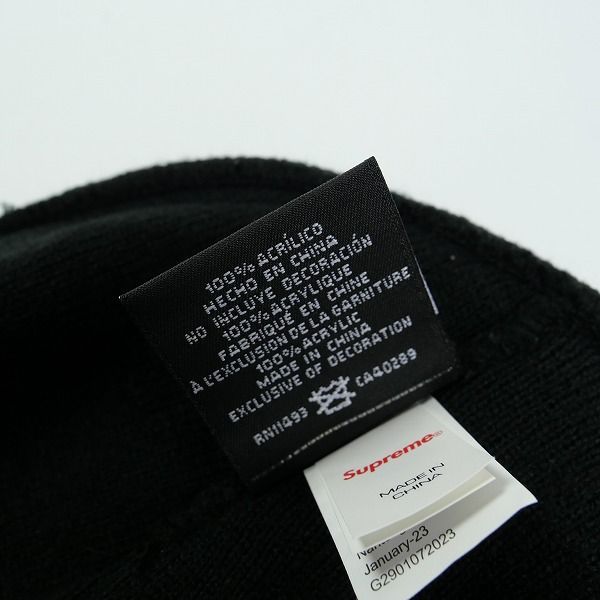 100% ACRÍLICO
HECHO EN CHINA
NO INCLUYE DECORACIÓN
100% ACRYLIQUE
FABRIQUÉ EN CHINE
À L'EXCLUSION DE LA GARNITURE
100% ACRYLIC
MADE IN CHINA
EXCLUSIVE OF DECORATION
RN11493 CA40289
Supreme®
MADE IN
CHINA
January-23
G2901072023